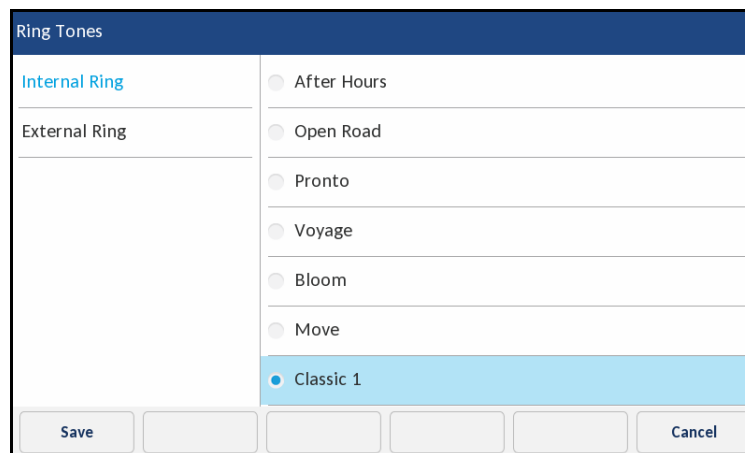 Ring Tones
Internal Ring
External Ring
After Hours
Open Road
Pronto
Voyage
Bloom
Move
Classic 1
Save
Cancel